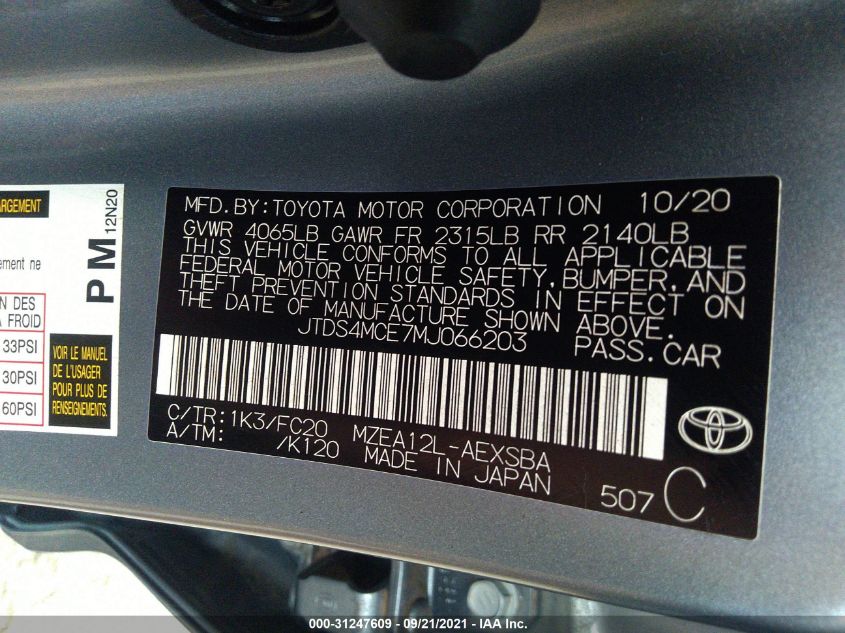 ARGEMENT
ement ne
N DES
A FROID
33PSI
30PSI
60PSI
PM 12N20
VOIR LE MANUEL
DE L'USAGER
POUR PLUS DE
RENSEIGNEMENTS.
MFD.BY:TOYOTA MOTOR CORPORATION 10/20
GVWR 4065LB GAWR FR 2315LB RR 2140LB
THIS VEHICLE CONFORMS TO ALL APPLICABLE
FEDERAL MOTOR VEHICLE SAFETY,BUMPER,AND
THEFT PREVENTION STANDARDS IN EFFECT ON
THE DATE OF MANUFACTURE SHOWN ABOVE.
JTDS4MCE7MJ066203 PASS.CAR
C/TR:1K3/FC20 MZEA12L-AEXSBA
A/TM: /K120 MADE IN JAPAN
507 C
000-31247609 - 09/21/2021 - IAA Inc.